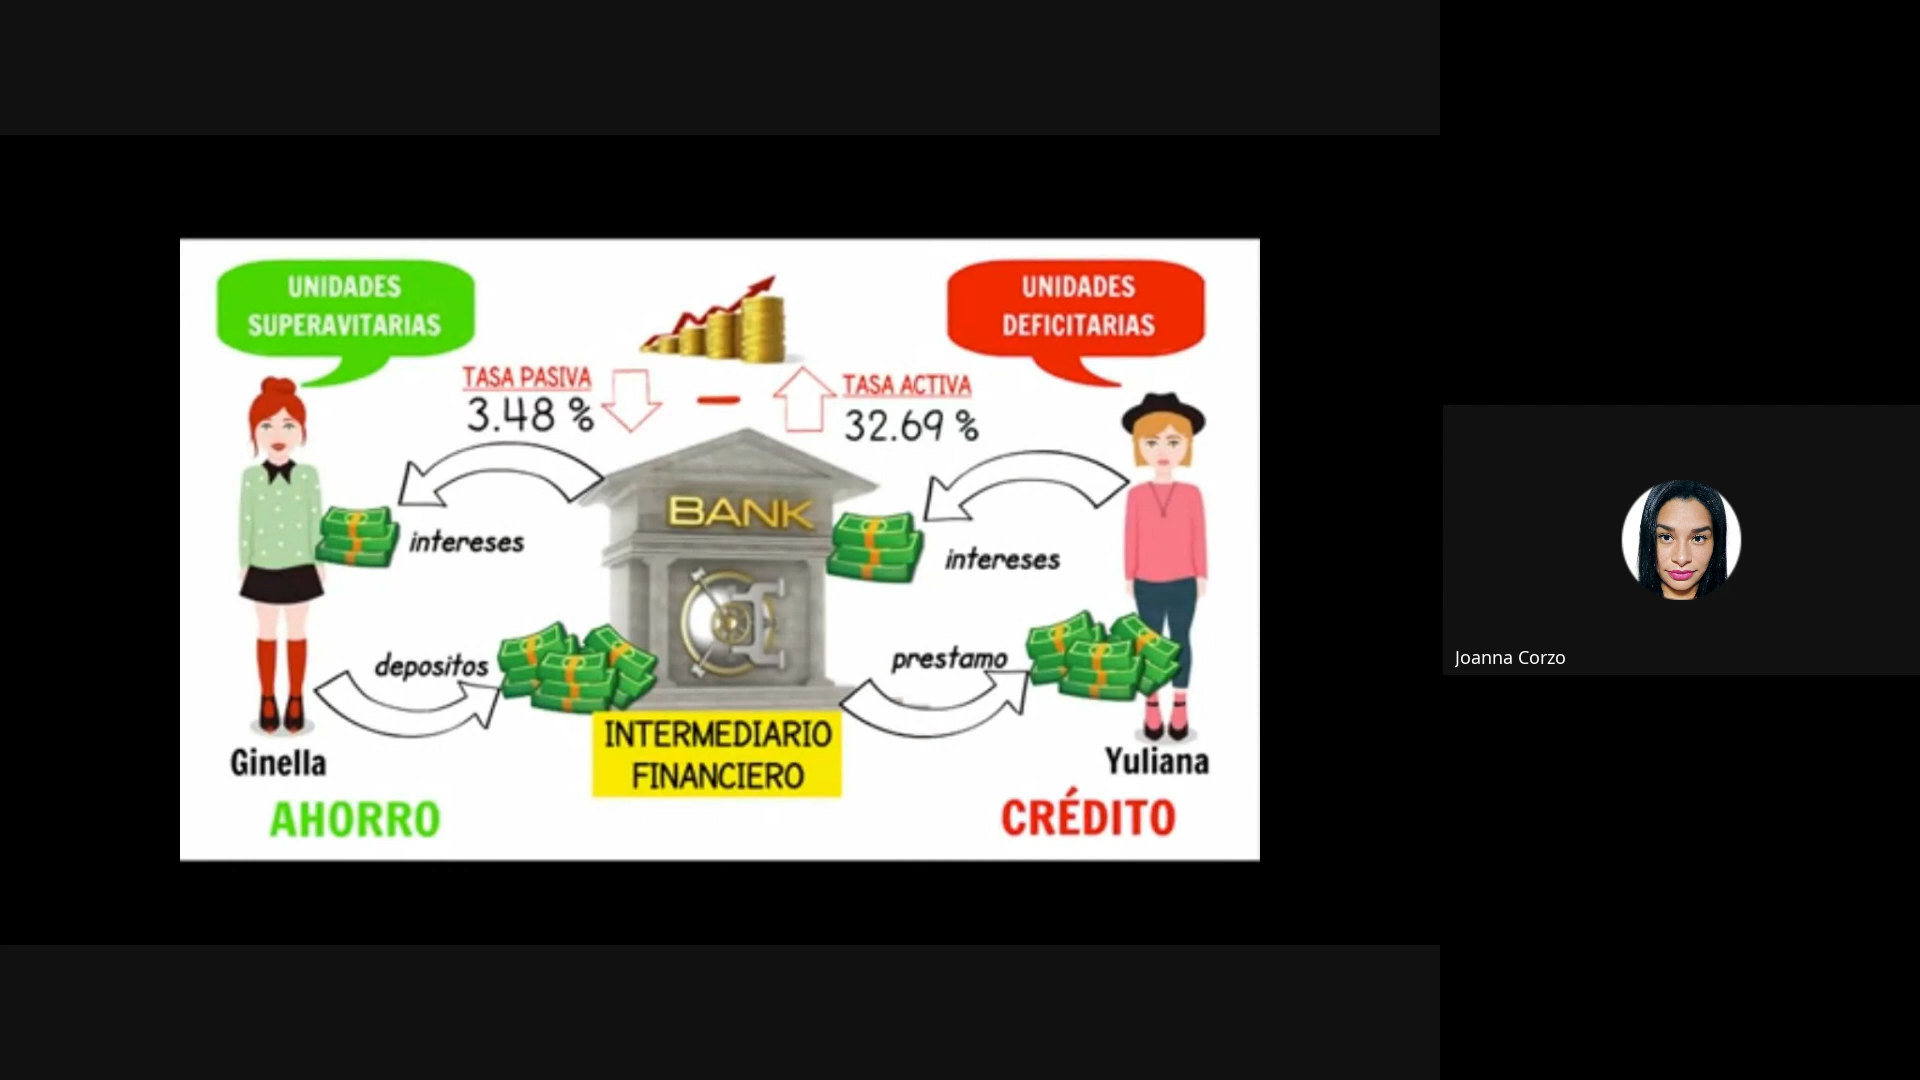 UNIDADES
SUPERAVITARIAS
UNIDADES
DEFICITARIAS
TASA PASIVA
3.48 %
TASA ACTIVA
32.69 %
BANK
intereses
intereses
depositos
prestamo
INTERMEDIARIO
FINANCIERO
Ginella
Yuliana
AHORRO
CRÉDITO
Joanna Corzo